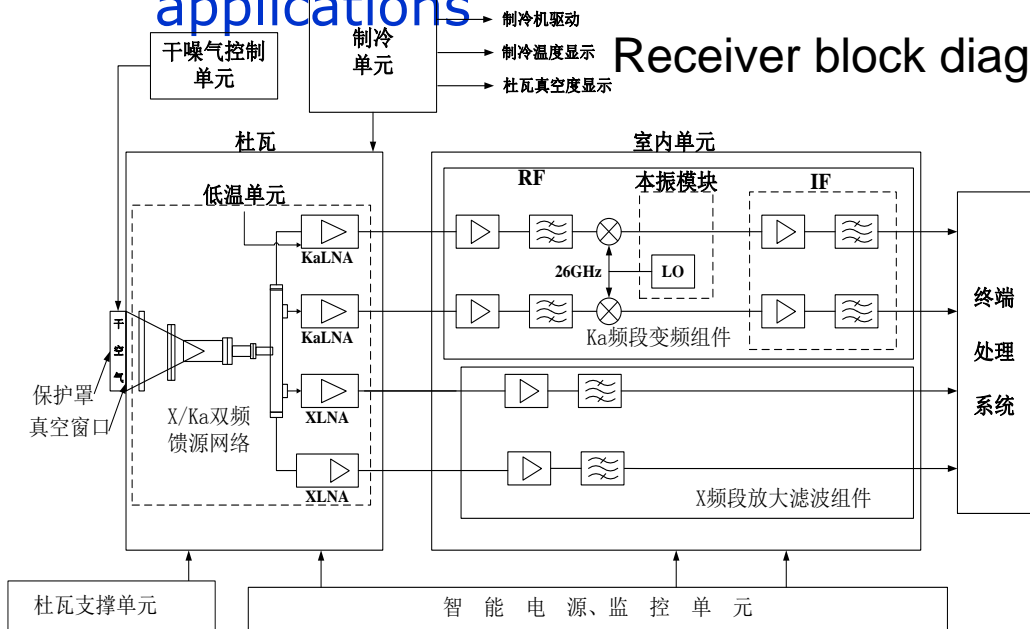 applications
Receiver block diag
干噪气控制
单元
制冷
单元
制冷机驱动
制冷温度显示
杜瓦真空度显示
杜瓦
室内单元
低温单元
RF
本振模块
IF
KaLNA
26GHz
LO
KaLNA
Ka频段变频组件
干
燥
气
保护罩
真空窗口
X/Ka双频
馈源网络
XLNA
XLNA
X频段放大滤波组件
终端
处理
系统
杜瓦支撑单元
智 能 电 源、监 控 单 元